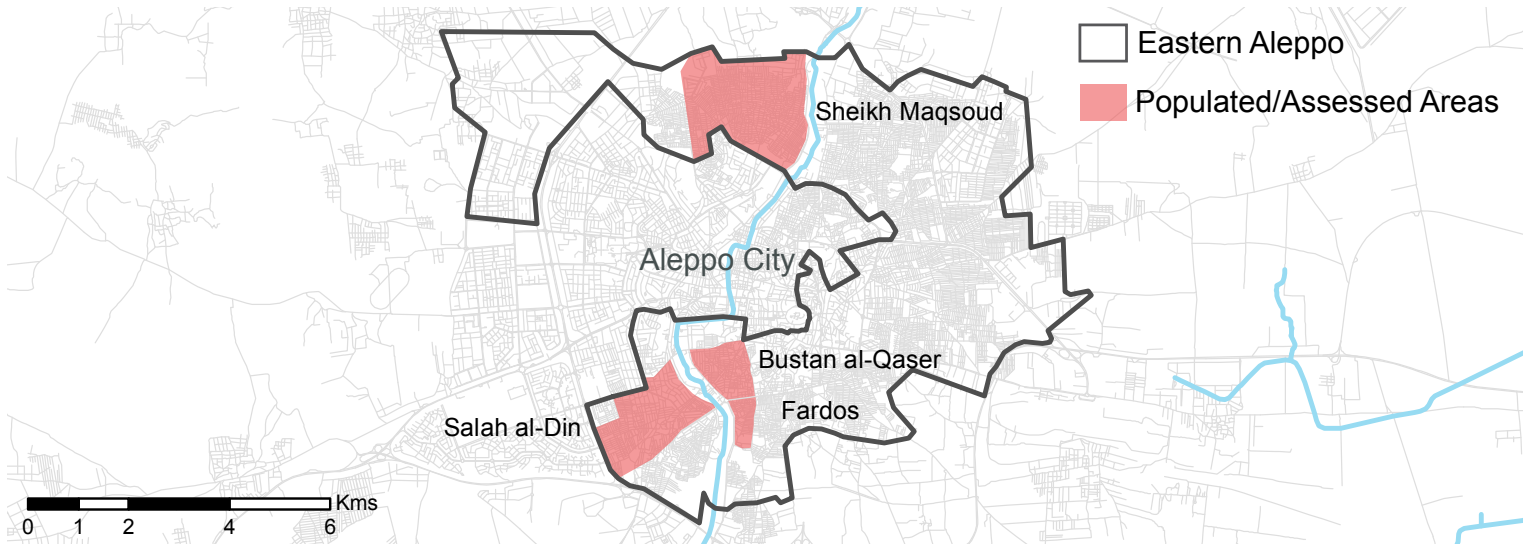 Eastern Aleppo
Populated/Assessed Areas
Sheikh Maqsoud
Aleppo City
Bustan al-Qaser
Fardos
Salah al-Din
Kms
0 1 2 4 6